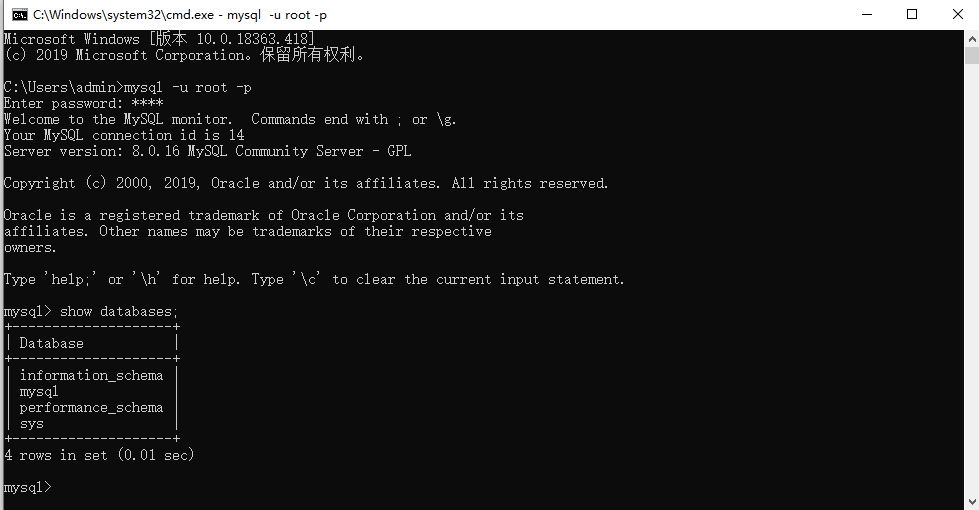 C:\Windows\system32\cmd.exe - mysql  -u root -p
Microsoft Windows [版本 10.0.18363.418]
(c) 2019 Microsoft Corporation。保留所有权利。
C:\Users\admin>mysql -u root -p
Enter password: ****
Welcome to the MySQL monitor.  Commands end with ; or \g.
Your MySQL connection id is 14
Server version: 8.0.16 MySQL Community Server - GPL
Copyright (c) 2000, 2019, Oracle and/or its affiliates. All rights reserved.
Oracle is a registered trademark of Oracle Corporation and/or its
affiliates. Other names may be trademarks of their respective
owners.
Type 'help;' or '\h' for help. Type '\c' to clear the current input statement.
mysql> show databases;
+--------------------+
| Database           |
+--------------------+
| information_schema |
| mysql              |
| performance_schema |
| sys                |
+--------------------+
4 rows in set (0.01 sec)
mysql>